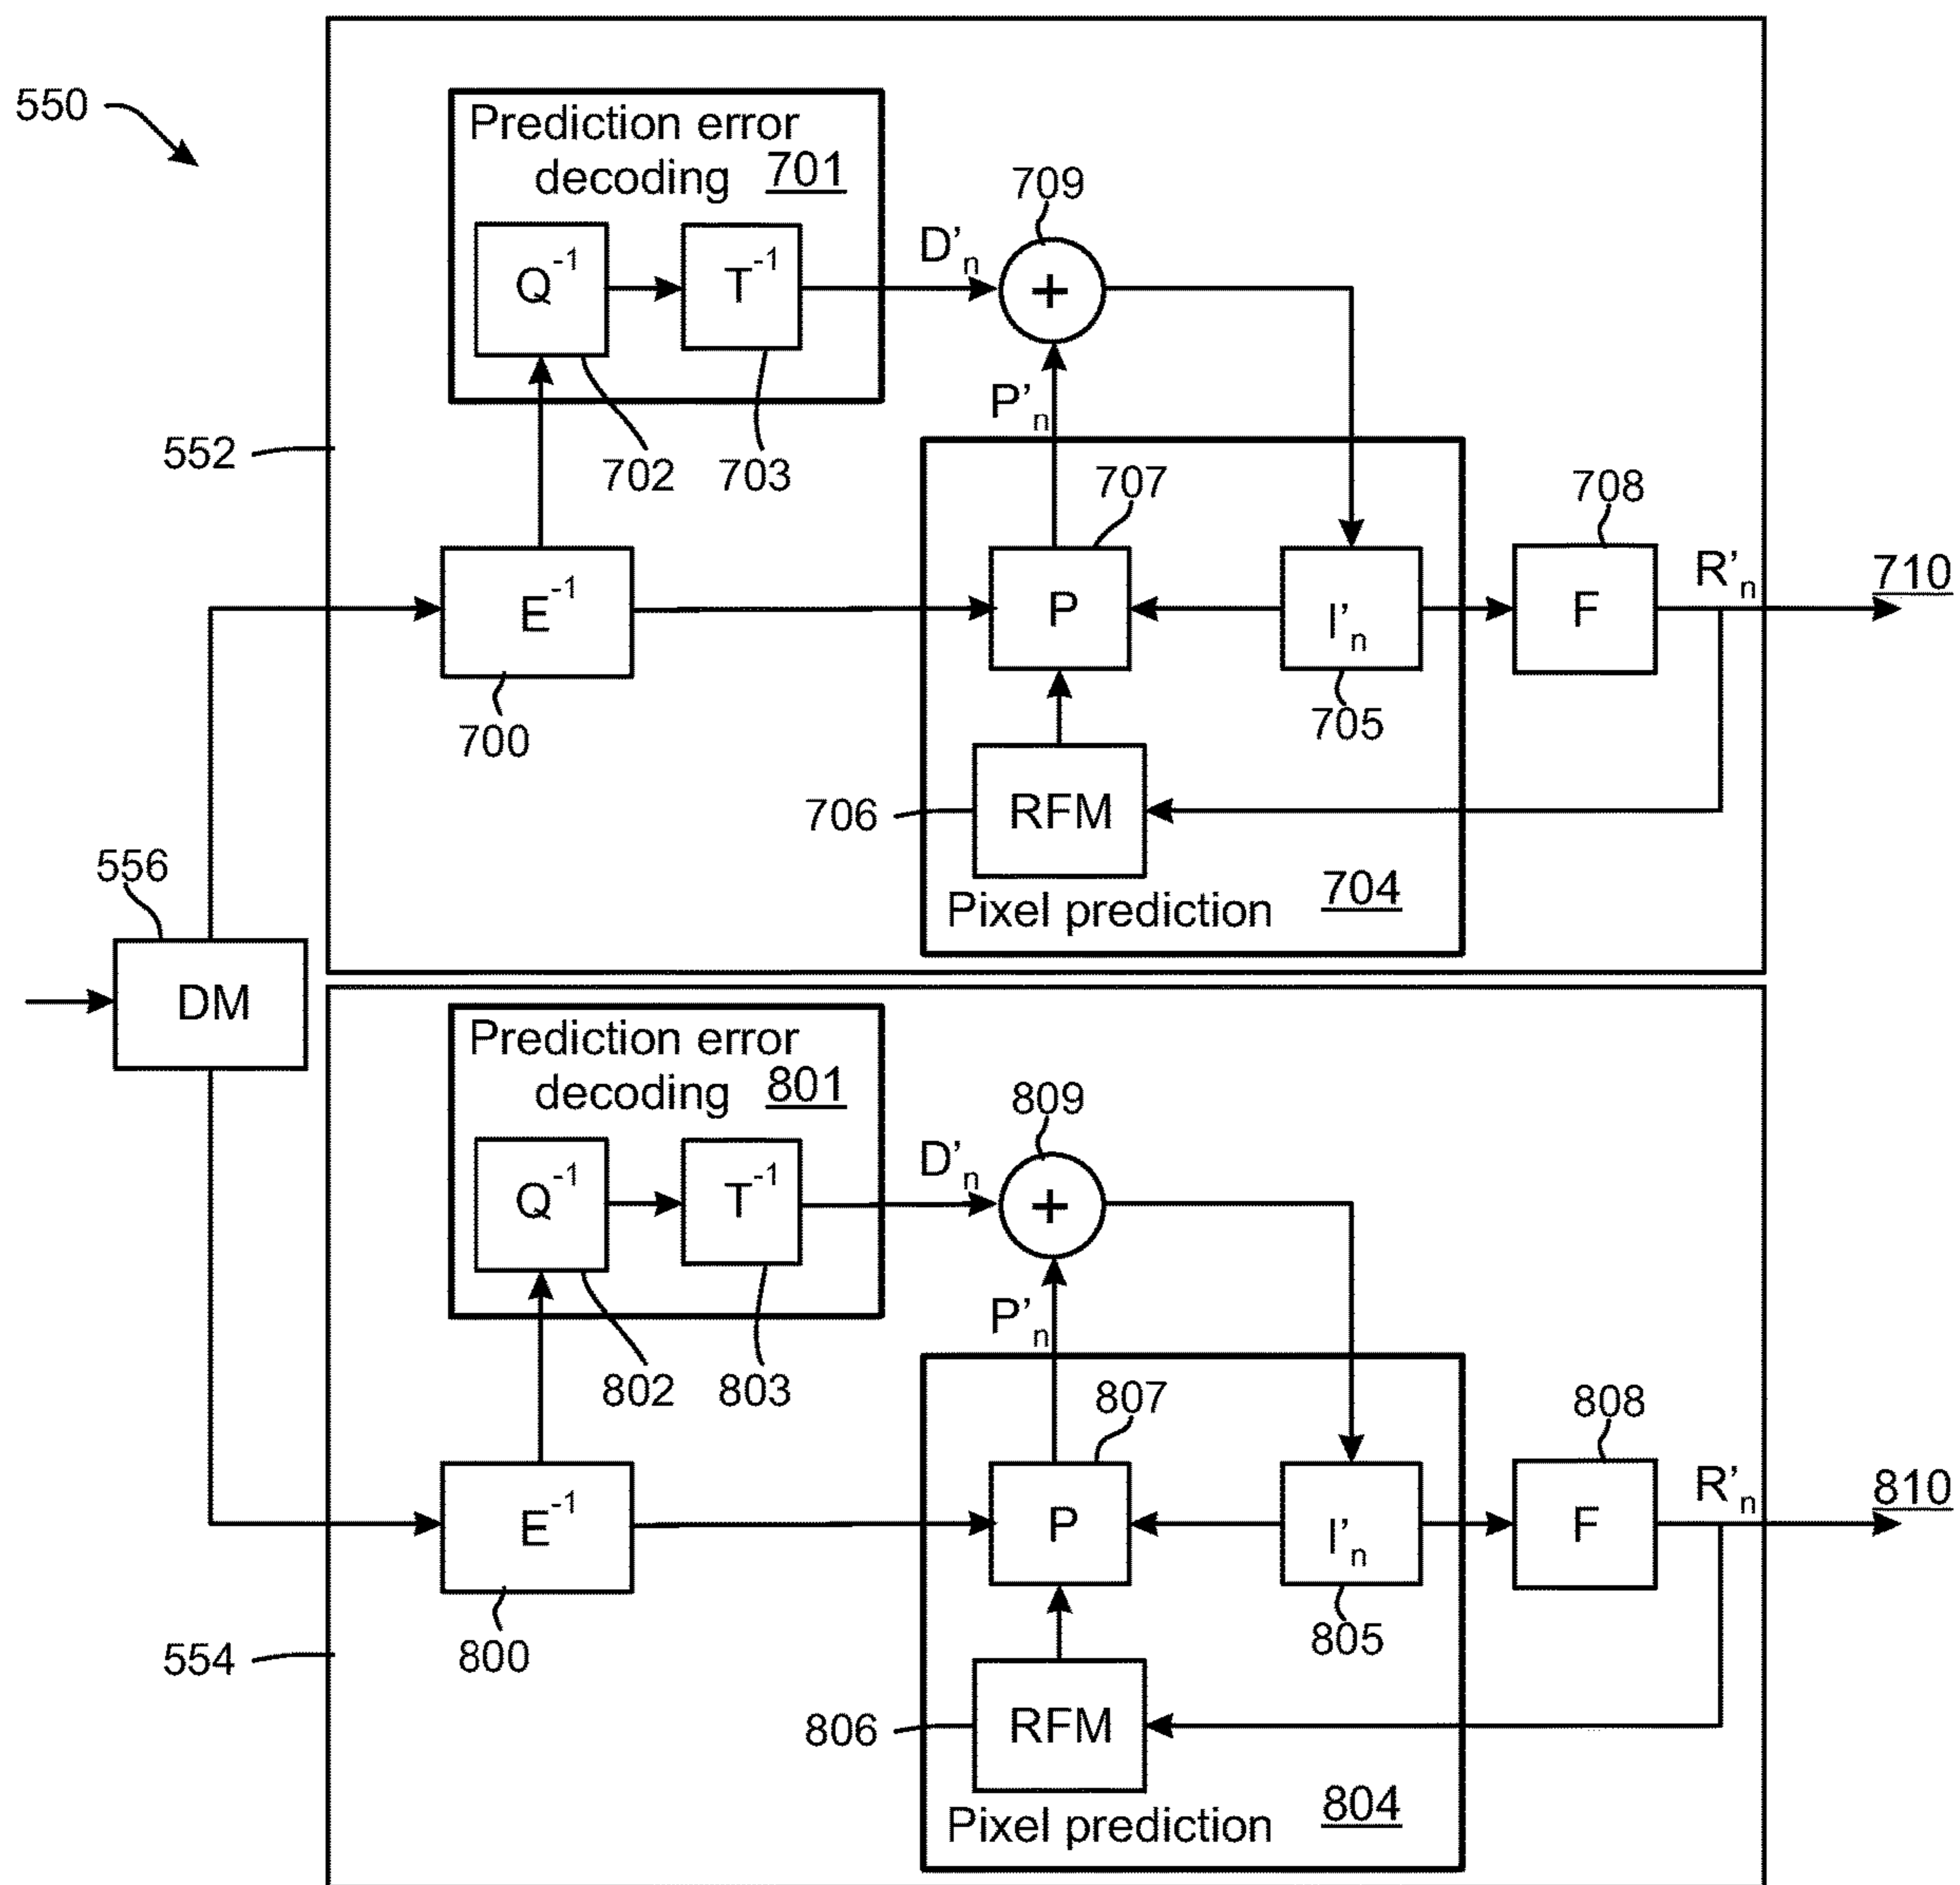 550
Prediction error
decoding 701
709
Q⁻¹
T⁻¹
D'ₙ
+
P'ₙ
552
702
703
707
708
E⁻¹
P
I'ₙ
F
R'ₙ
710
700
705
706
RFM
Pixel prediction 704
556
DM
Prediction error
decoding 801
809
Q⁻¹
T⁻¹
D'ₙ
+
P'ₙ
802
803
807
808
E⁻¹
P
I'ₙ
F
R'ₙ
810
554
800
805
806
RFM
Pixel prediction 804